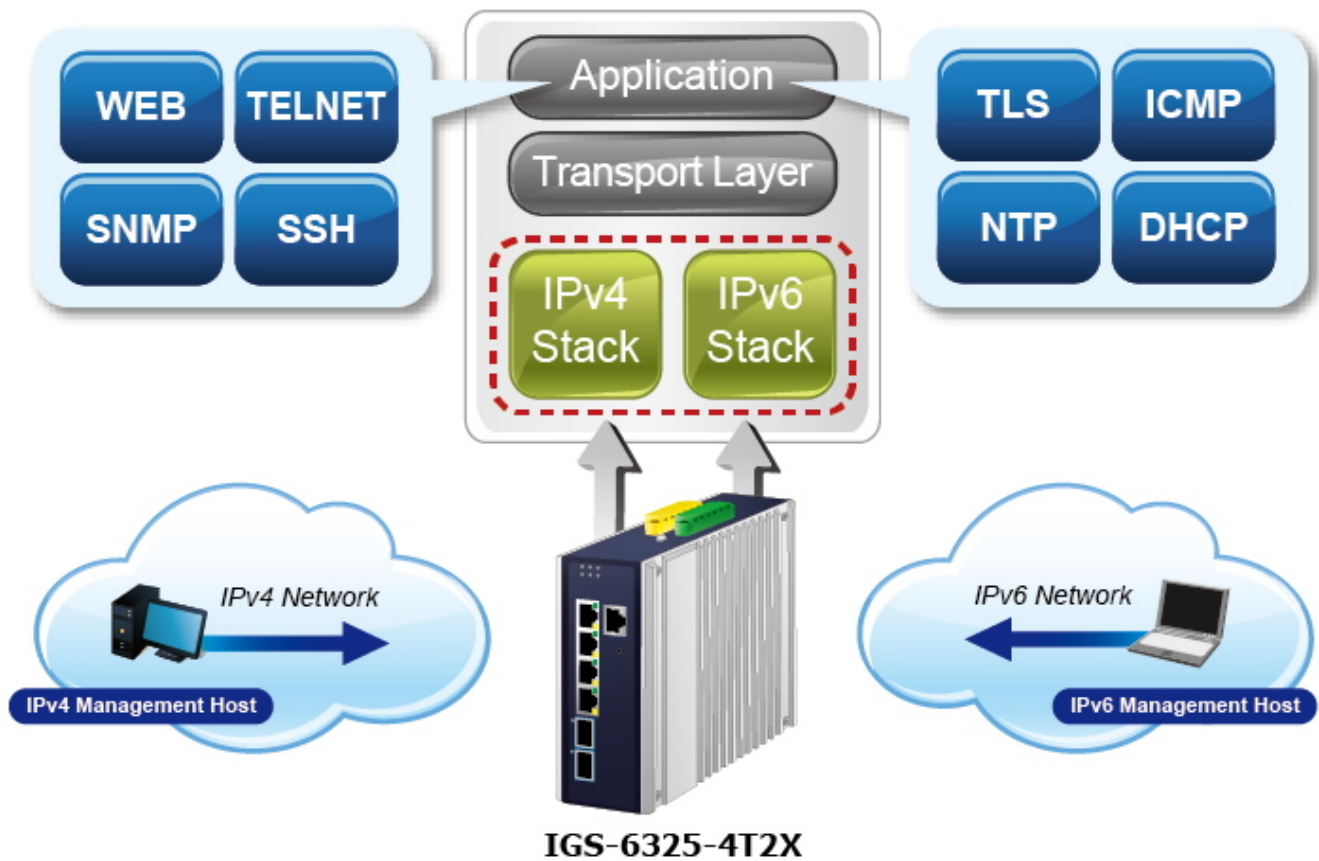 WEB
TELNET
SNMP
SSH
Application
Transport Layer
IPv4
Stack
IPv6
Stack
TLS
ICMP
NTP
DHCP
IPv4 Network
IPv4 Management Host
IPv6 Network
IPv6 Management Host
IGS-6325-4T2X